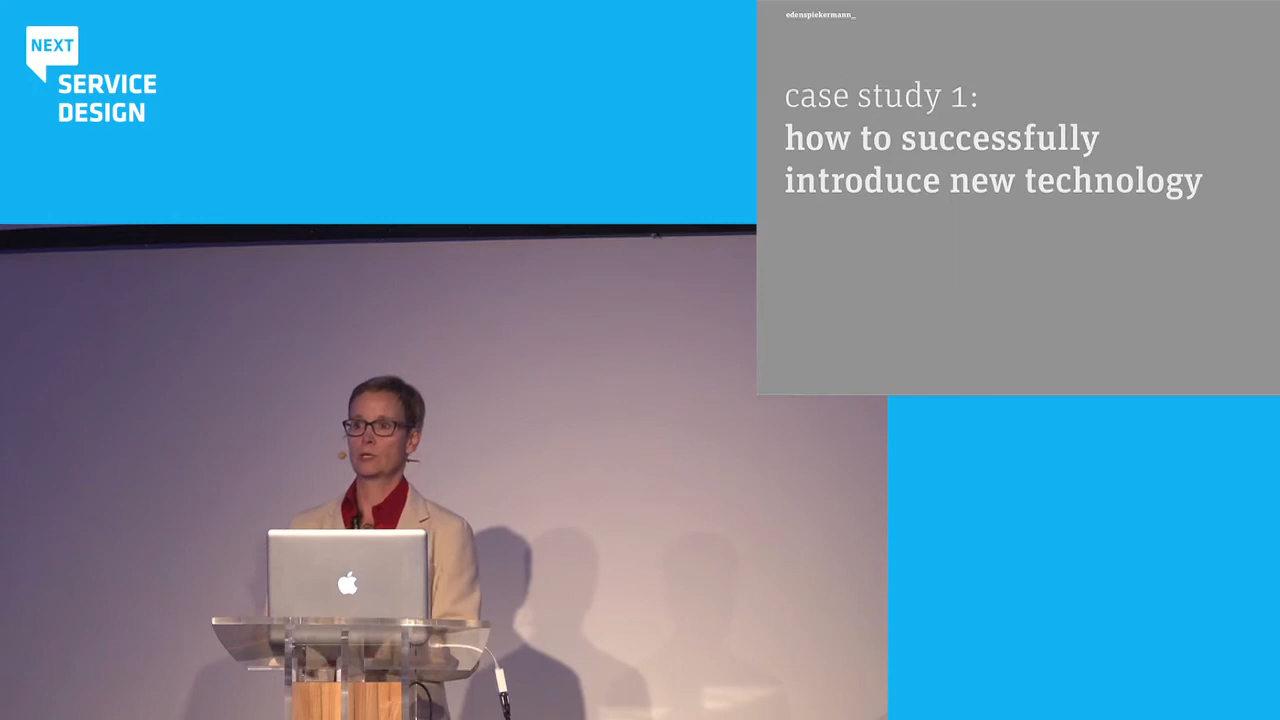 NEXT
SERVICE
DESIGN
edenspiekermann_
case study 1:
how to successfully
introduce new technology